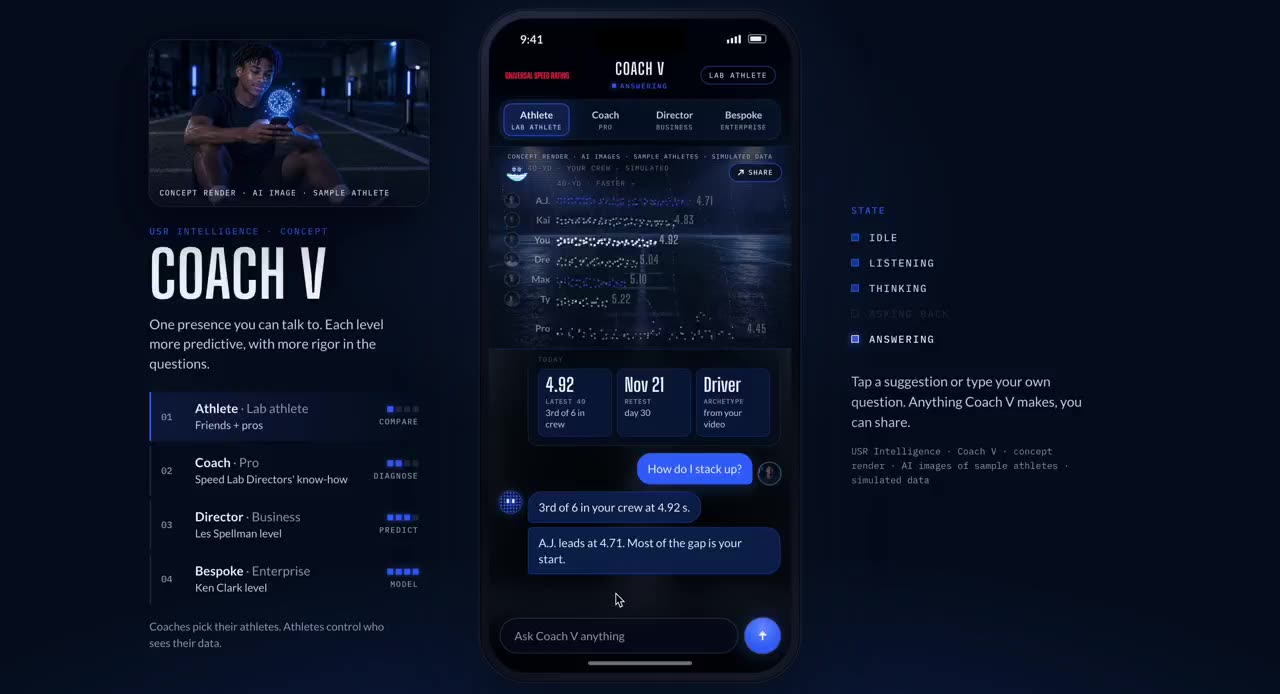 CONCEPT RENDER · AI IMAGE · SAMPLE ATHLETE
USR INTELLIGENCE · CONCEPT
COACH V
One presence you can talk to. Each level
more predictive, with more rigor in the
questions.
01
Athlete · Lab athlete
Friends + pros
COMPARE
02
Coach · Pro
Speed Lab Directors' know-how
DIAGNOSE
03
Director · Business
Les Spellman level
PREDICT
04
Bespoke · Enterprise
Ken Clark level
MODEL
Coaches pick their athletes. Athletes control who
sees their data.
9:41
UNIVERSAL SPEED RATING
COACH V
ANSWERING
LAB ATHLETE
Athlete
LAB ATHLETE
Coach
PRO
Director
BUSINESS
Bespoke
ENTERPRISE
CONCEPT RENDER · AI IMAGES · SAMPLE ATHLETES · SIMULATED DATA
40-YD · YOUR CREW · SIMULATED
SHARE
40-YD · FASTER →
A.J. 4.71
Kai 4.83
You 4.92
Dre 5.04
Max 5.10
Ty 5.22
Pro 4.45
TODAY
4.92
LATEST 40
3rd of 6 in
crew
Nov 21
RETEST
day 30
Driver
ARCHETYPE
from your
video
How do I stack up?
3rd of 6 in your crew at 4.92 s.
A.J. leads at 4.71. Most of the gap is your
start.
Ask Coach V anything
STATE
IDLE
LISTENING
THINKING
ASKING BACK
ANSWERING
Tap a suggestion or type your own
question. Anything Coach V makes, you
can share.
USR Intelligence · Coach V · concept
render · AI images of sample athletes ·
simulated data